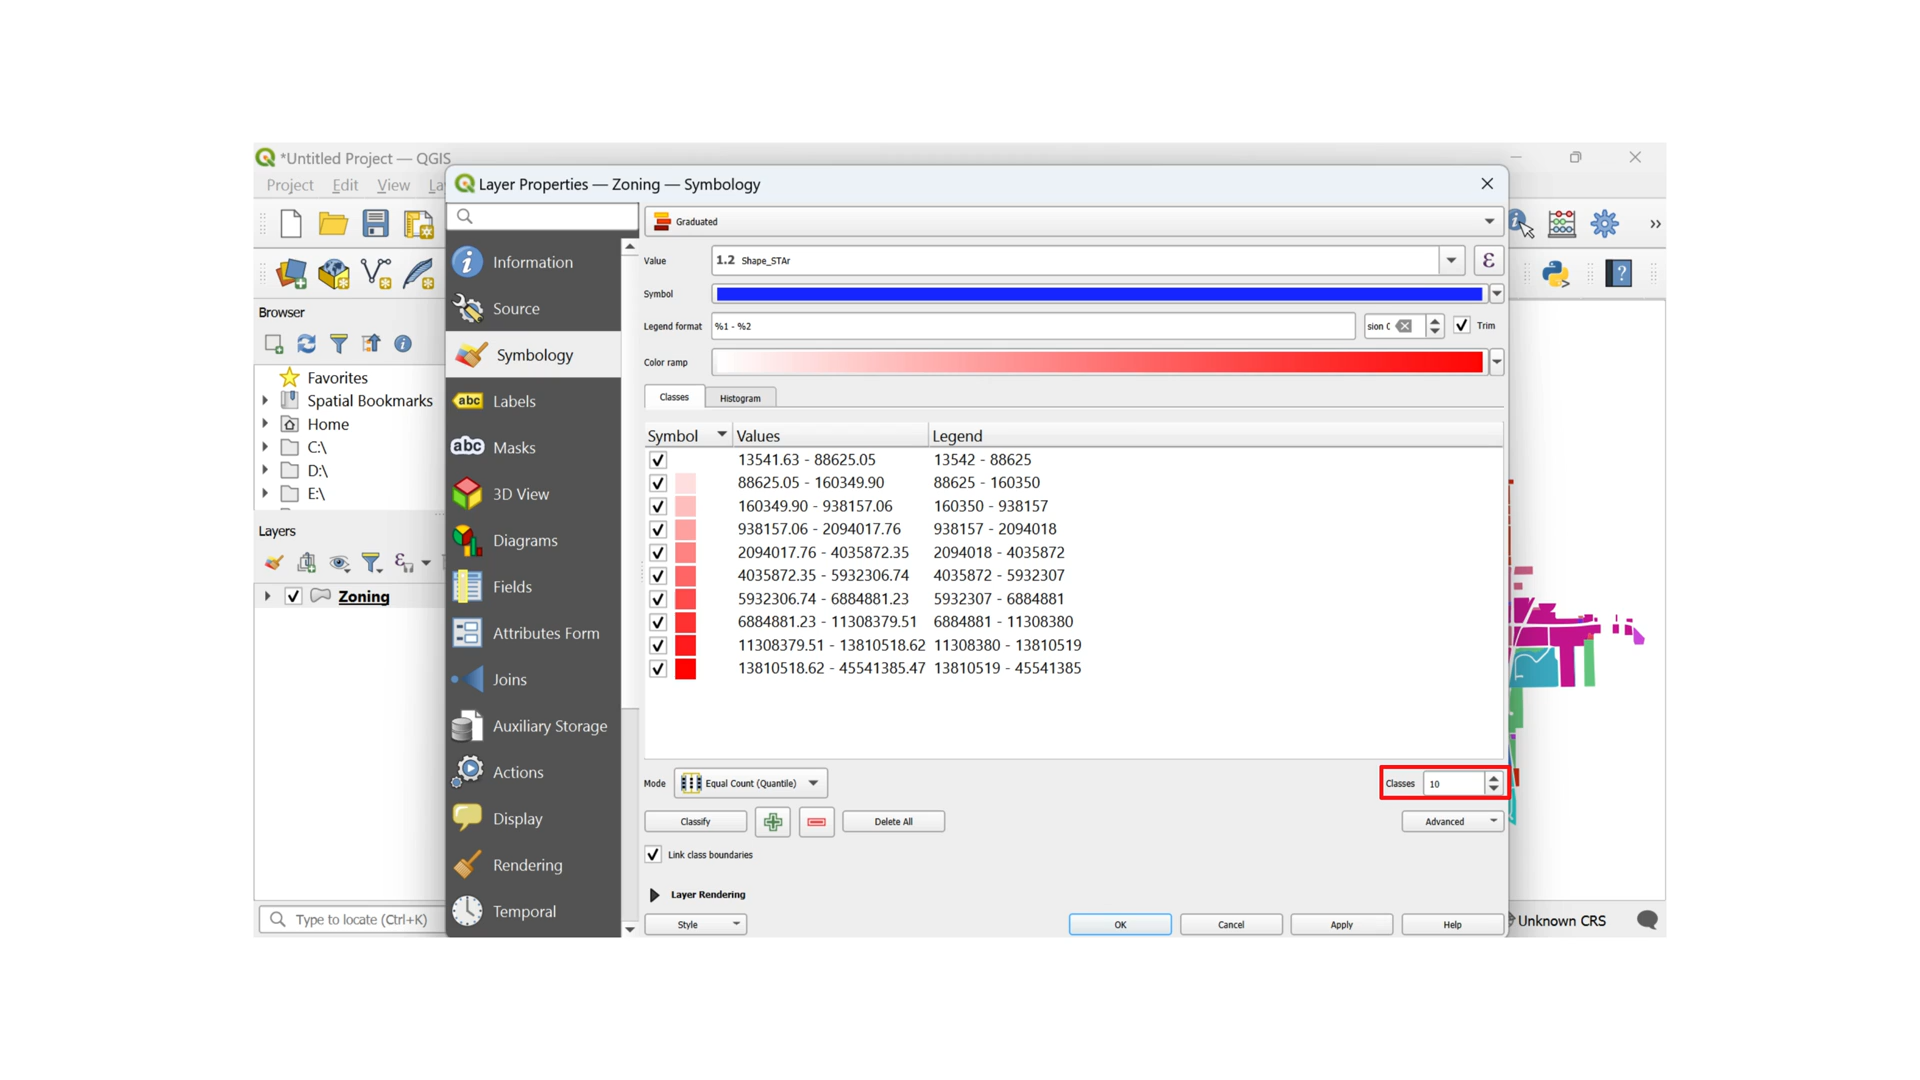 *Untitled Project — QGIS
Project Edit View
Layer Properties — Zoning — Symbology
Graduated
Information
Value 1.2 Shape_STAr ε
Source
Symbol
Legend format %1 - %2 Trim
Symbology
Color ramp
Browser
Labels
Classes Histogram
Favorites
Spatial Bookmarks
Home
C:\
D:\
E:\
Masks
3D View
Diagrams
Fields
Attributes Form
Joins
Auxiliary Storage
Actions
Display
Rendering
Temporal
Symbol Values Legend
13541.63 - 88625.05 13542 - 88625
88625.05 - 160349.90 88625 - 160350
160349.90 - 938157.06 160350 - 938157
938157.06 - 2094017.76 938157 - 2094018
2094017.76 - 4035872.35 2094018 - 4035872
4035872.35 - 5932306.74 4035872 - 5932307
5932306.74 - 6884881.23 5932307 - 6884881
6884881.23 - 11308379.51 6884881 - 11308380
11308379.51 - 13810518.62 11308380 - 13810519
13810518.62 - 45541385.47 13810519 - 45541385
Layers
Zoning
Mode Equal Count (Quantile) Classes 10
Classify Delete All Advanced
Link class boundaries
Layer Rendering
Style OK Cancel Apply Help
Type to locate (Ctrl+K)
Unknown CRS